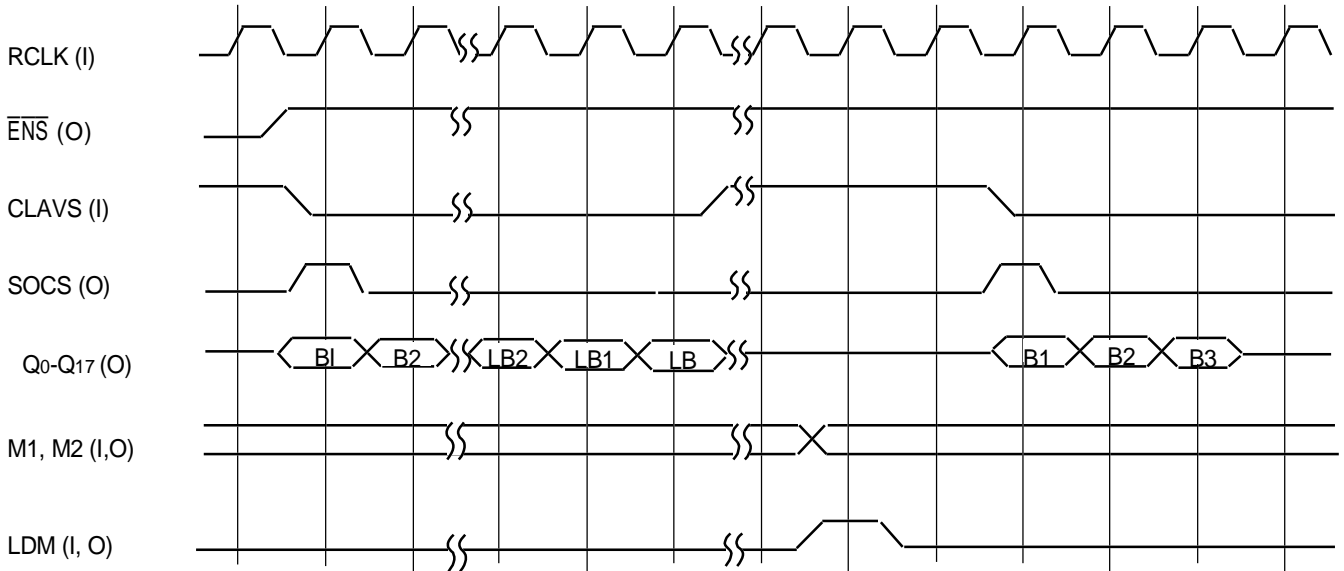 RCLK (I)
ENS (O)
CLAVS (I)
SOCS (O)
Q0-Q17 (O) BI B2 LB2 LB1 LB B1 B2 B3
M1, M2 (I,O)
LDM (I, O)